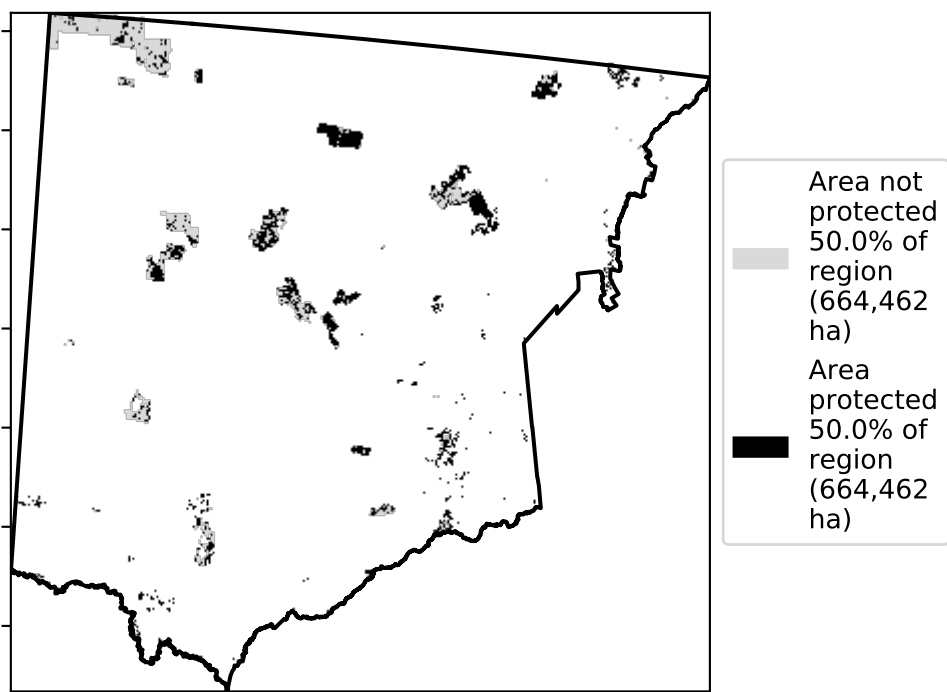 Area not
protected
50.0% of
region
(664,462
ha)
Area
protected
50.0% of
region
(664,462
ha)